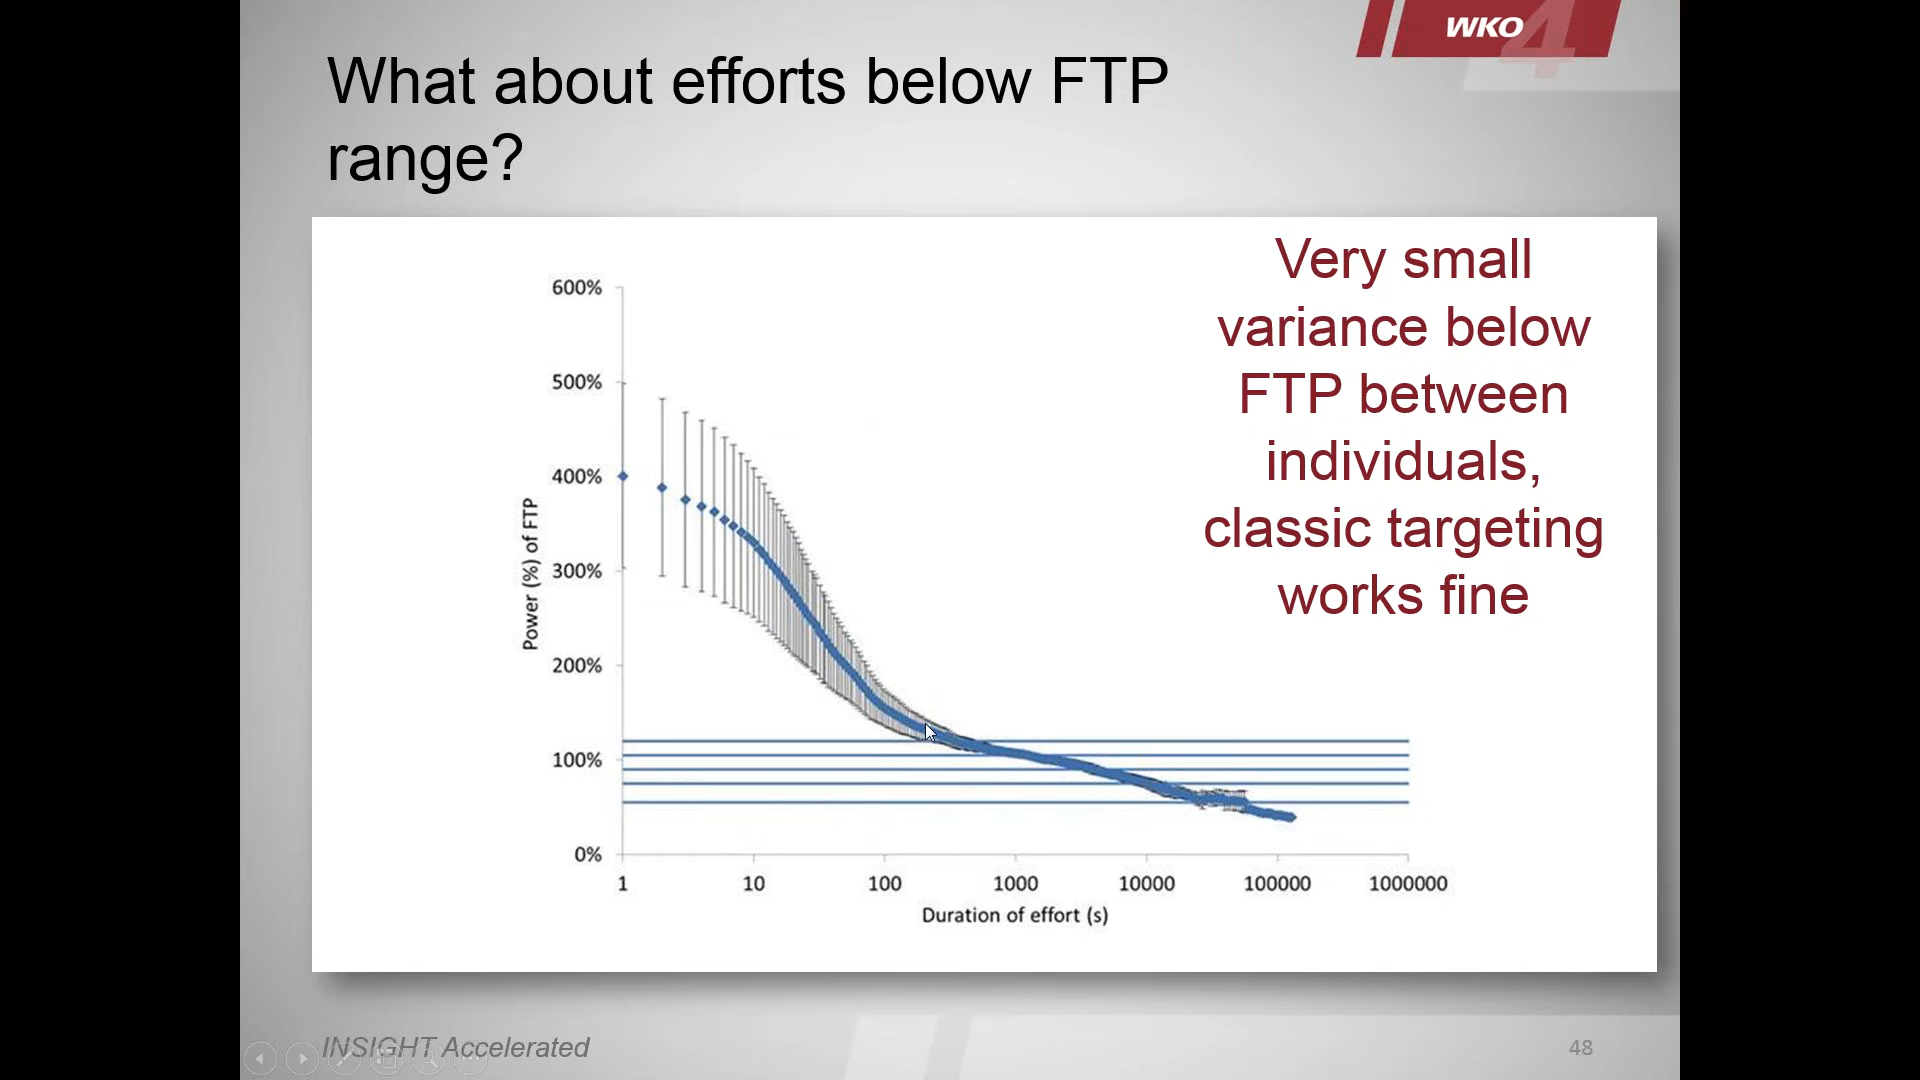 WKO 4
What about efforts below FTP
range?
Very small
variance below
FTP between
individuals,
classic targeting
works fine
600%
500%
400%
300%
200%
100%
0%
Power (%) of FTP
1 10 100 1000 10000 100000 1000000
Duration of effort (s)
INSIGHT Accelerated
48